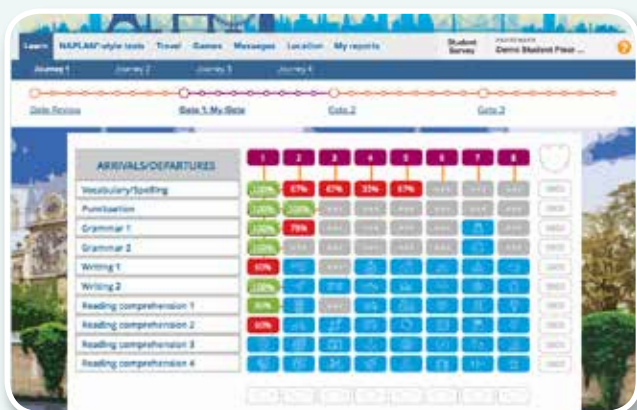 Learn NAPLAN*-style tests Travel Games Messages Location My reports Student Survey Demo Student Place ...
Journey 1 Journey 2 Journey 3 Journey 4
Gate 1: My Gate Gate 2 Gate 3
ARRIVALS/DEPARTURES 1 2 3 4 5 6 7 8
Vocabulary/Spelling 100% 67% 67% 33% 67%
Punctuation 100% 100%
Grammar 1 100% 78%
Grammar 2 100%
Writing 1 60%
Writing 2 100%
Reading comprehension 1 80%
Reading comprehension 2 60%
Reading comprehension 3
Reading comprehension 4